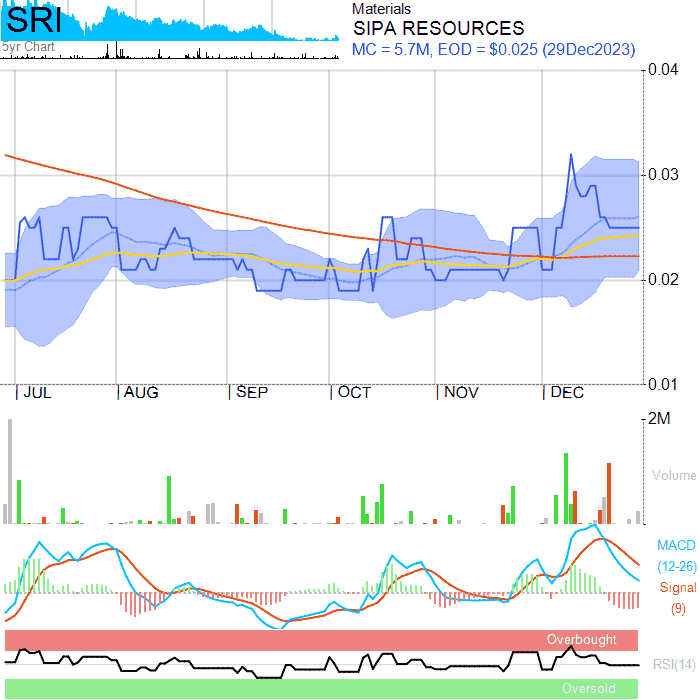 SRI
5yr Chart
Materials
SIPA RESOURCES
MC = 5.7M, EOD = $0.025 (29Dec2023)
0.04
0.03
0.02
0.01
JUL AUG SEP OCT NOV DEC
2M
Volume
MACD
(12-26)
Signal
(9)
Overbought
RSI(14)
Oversold